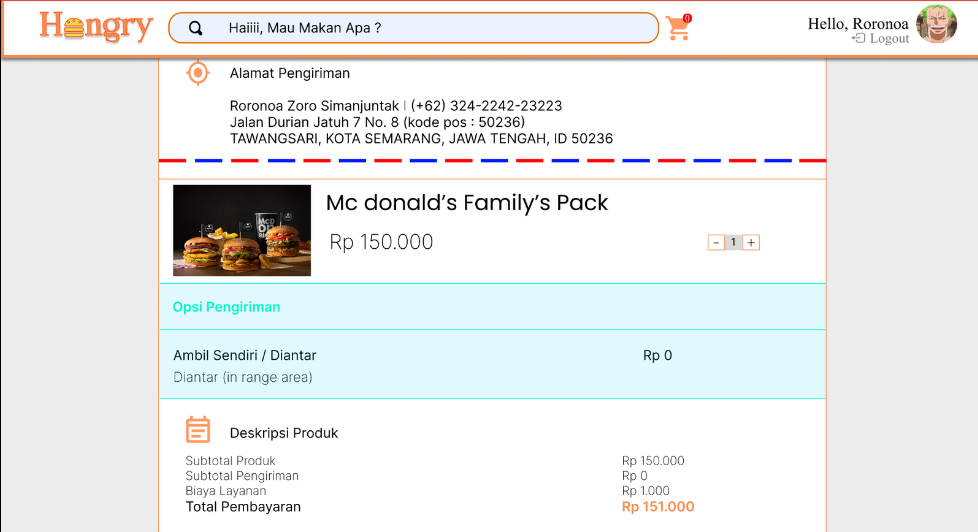 Hangry
Haiiii, Mau Makan Apa ?
0
Hello, Roronoa
Logout
Alamat Pengiriman
Roronoa Zoro Simanjuntak | (+62) 324-2242-23223
Jalan Durian Jatuh 7 No. 8 (kode pos : 50236)
TAWANGSARI, KOTA SEMARANG, JAWA TENGAH, ID 50236
Mc donald's Family's Pack
Rp 150.000
- 1 +
Opsi Pengiriman
Ambil Sendiri / Diantar Rp 0
Diantar (in range area)
Deskripsi Produk
Subtotal Produk Rp 150.000
Subtotal Pengiriman Rp 0
Biaya Layanan Rp 1.000
Total Pembayaran Rp 151.000